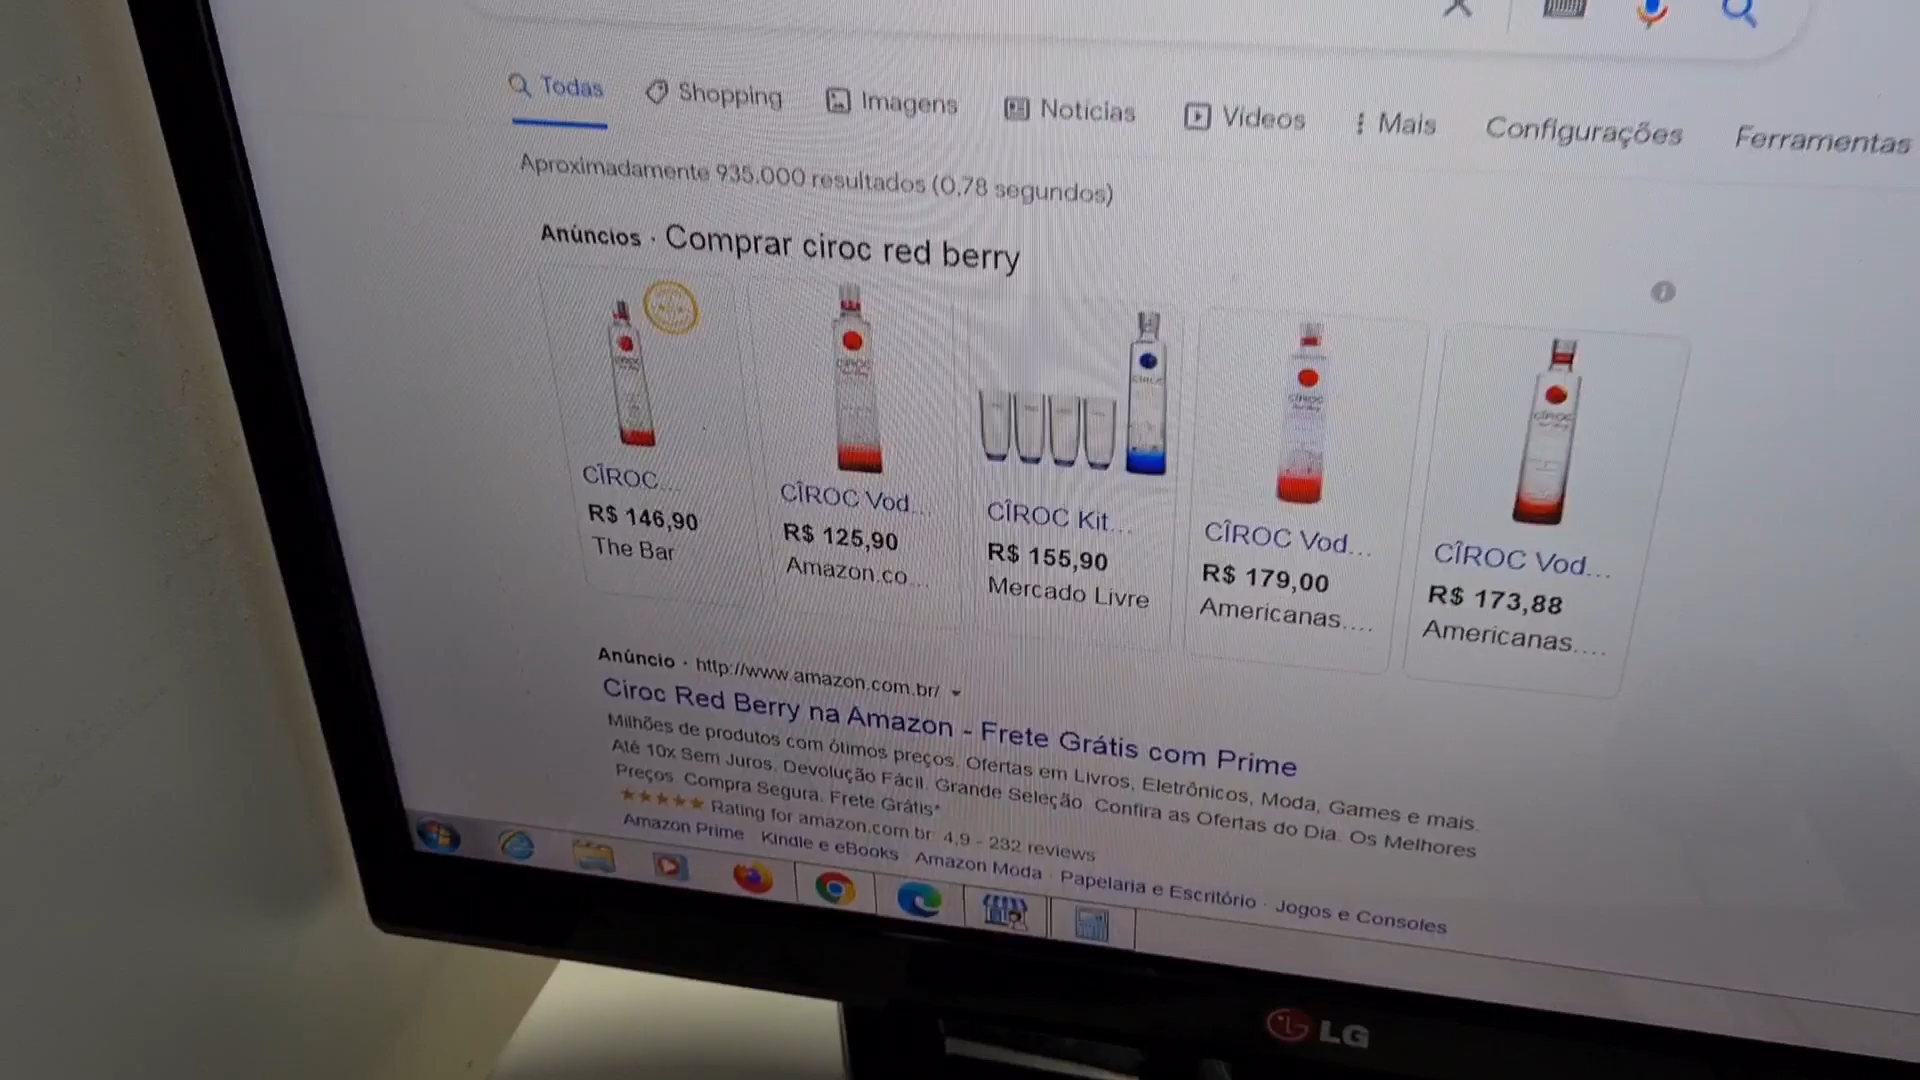 Todas Shopping Imagens Notícias Vídeos Mais Configurações Ferramentas
Aproximadamente 935.000 resultados (0,78 segundos)
Anúncios · Comprar ciroc red berry
CÎROC...
R$ 146,90
The Bar
CÎROC Vod...
R$ 125,90
Amazon.co...
CÎROC Kit...
R$ 155,90
Mercado Livre
CÎROC Vod...
R$ 179,00
Americanas....
CÎROC Vod...
R$ 173,88
Americanas....
Anúncio · http://www.amazon.com.br/
Ciroc Red Berry na Amazon - Frete Grátis com Prime
Milhões de produtos com ótimos preços. Ofertas em Livros, Eletrônicos, Moda, Games e mais.
Até 10x Sem Juros. Devolução Fácil. Grande Seleção. Confira as Ofertas do Dia. Os Melhores
Preços. Compra Segura. Frete Grátis*
Rating for amazon.com.br: 4,9 - 232 reviews
Amazon Prime · Kindle e eBooks · Amazon Moda · Papelaria e Escritório · Jogos e Consoles
LG